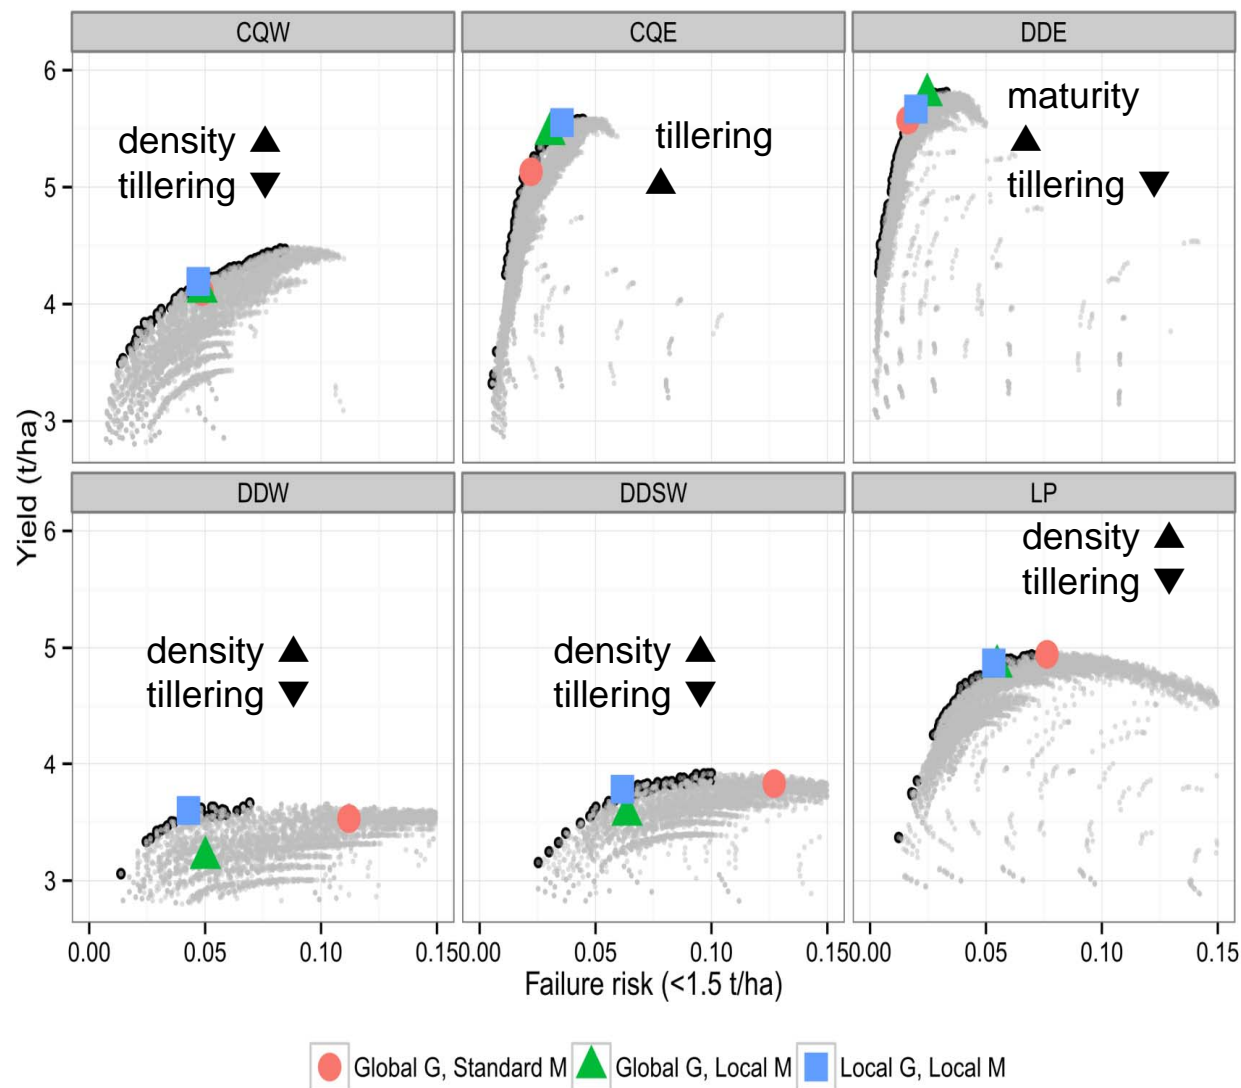 CQW
CQE
DDE
6
5
4
3
density ▲
tillering ▼
tillering
▲
maturity
▲
tillering ▼
Yield (t/ha)
DDW
DDSW
LP
6
5
4
3
density ▲
tillering ▼
density ▲
tillering ▼
density ▲
tillering ▼
0.00 0.05 0.10 0.15
0.00 0.05 0.10 0.15
0.00 0.05 0.10 0.15
Failure risk (<1.5 t/ha)
Global G, Standard M Global G, Local M Local G, Local M